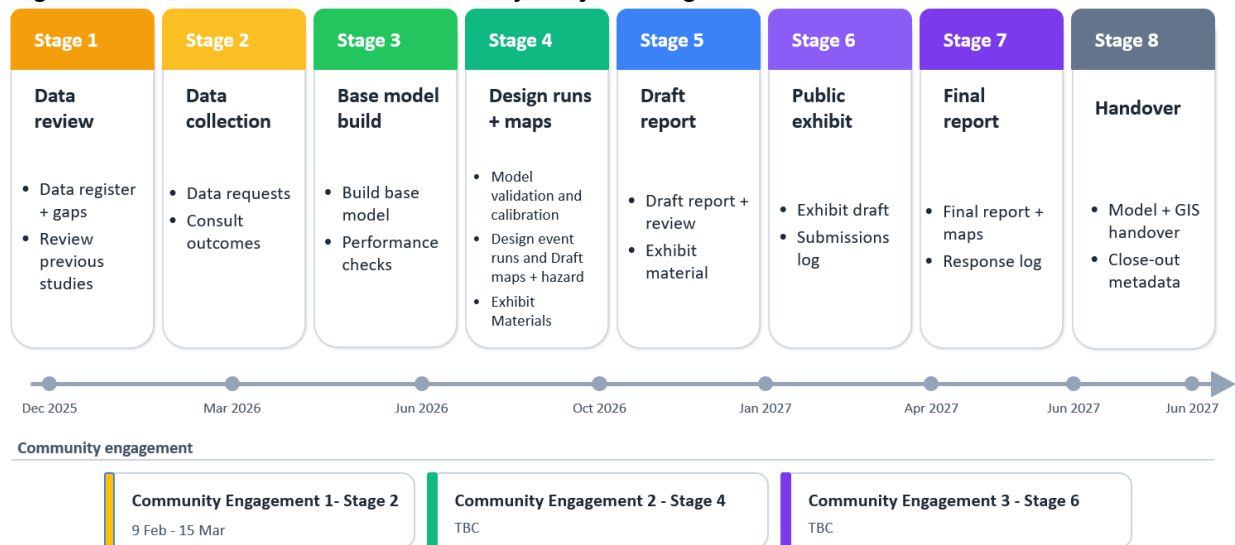 Stage 1
Data
review
• Data register
+ gaps
• Review
previous
studies
Stage 2
Data
collection
• Data requests
• Consult
outcomes
Stage 3
Base model
build
• Build base
model
• Performance
checks
Stage 4
Design runs
+ maps
• Model
validation and
calibration
• Design event
runs and Draft
maps + hazard
• Exhibit
Materials
Stage 5
Draft
report
• Draft report +
review
• Exhibit
material
Stage 6
Public
exhibit
• Exhibit draft
• Submissions
log
Stage 7
Final
report
• Final report +
maps
• Response log
Stage 8
Handover
• Model + GIS
handover
• Close-out
metadata
Dec 2025
Mar 2026
Jun 2026
Oct 2026
Jan 2027
Apr 2027
Jun 2027
Jun 2027
Community engagement
Community Engagement 1- Stage 2
9 Feb - 15 Mar
Community Engagement 2 - Stage 4
TBC
Community Engagement 3 - Stage 6
TBC